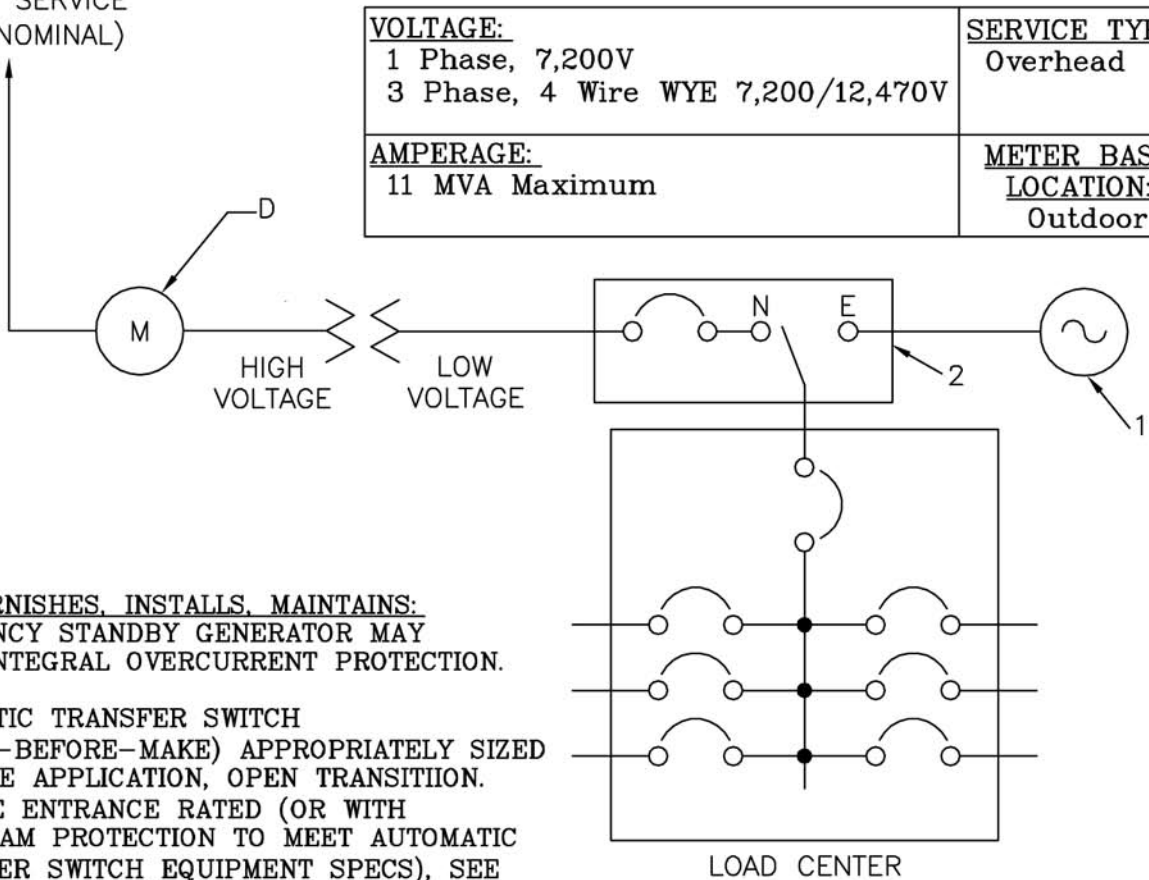 SERVICE
NOMINAL)
VOLTAGE:
1 Phase, 7,200V
3 Phase, 4 Wire WYE 7,200/12,470V
SERVICE TYP
Overhead
AMPERAGE:
11 MVA Maximum
METER BAS
LOCATION:
Outdoor
D
M
HIGH
VOLTAGE
LOW
VOLTAGE
N
E
2
1
RNISHES, INSTALLS, MAINTAINS:
NCY STANDBY GENERATOR MAY
NTEGRAL OVERCURRENT PROTECTION.
TIC TRANSFER SWITCH
-BEFORE-MAKE) APPROPRIATELY SIZED
E APPLICATION, OPEN TRANSITIION.
E ENTRANCE RATED (OR WITH
AM PROTECTION TO MEET AUTOMATIC
ER SWITCH EQUIPMENT SPECS), SEE
LOAD CENTER